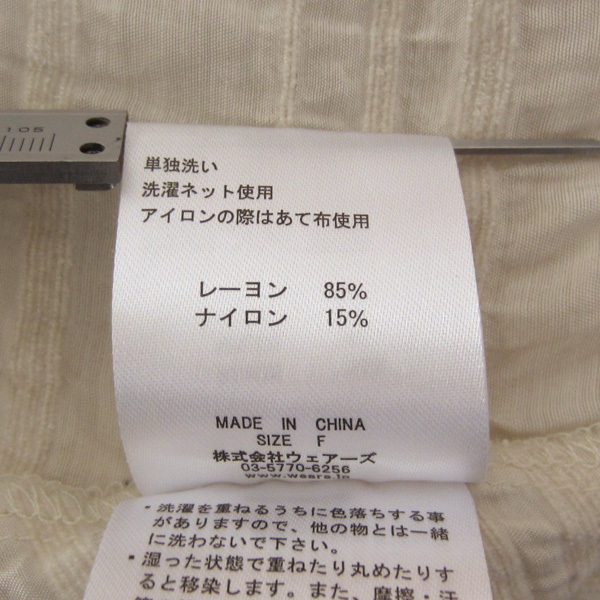 105
単独洗い
洗濯ネット使用
アイロンの際はあて布使用
レーヨン 85%
ナイロン 15%
MADE IN CHINA
SIZE F
株式会社ウェアーズ
03-5770-6256
www.wears.jp
・洗濯を重ねるうちに色落ちする事
がありますので、他の物とは一緒
に洗わないで下さい。
・湿った状態で重ねたり丸めたりす
ると移染します。また、摩擦・汗